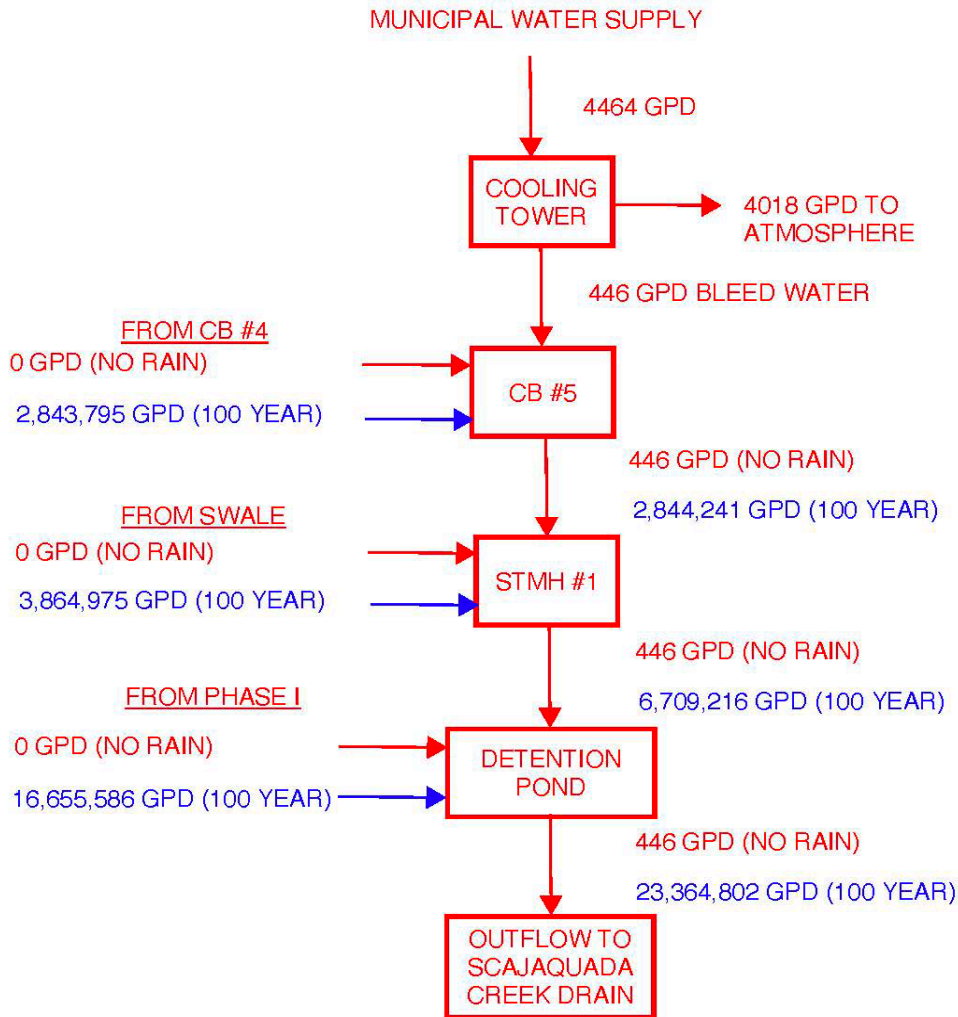 MUNICIPAL WATER SUPPLY
4464 GPD
COOLING
TOWER
4018 GPD TO
ATMOSPHERE
446 GPD BLEED WATER
FROM CB #4
0 GPD (NO RAIN)
2,843,795 GPD (100 YEAR)
CB #5
446 GPD (NO RAIN)
2,844,241 GPD (100 YEAR)
FROM SWALE
0 GPD (NO RAIN)
3,864,975 GPD (100 YEAR)
STMH #1
446 GPD (NO RAIN)
6,709,216 GPD (100 YEAR)
FROM PHASE I
0 GPD (NO RAIN)
16,655,586 GPD (100 YEAR)
DETENTION
POND
446 GPD (NO RAIN)
23,364,802 GPD (100 YEAR)
OUTFLOW TO
SCAJAQUADA
CREEK DRAIN